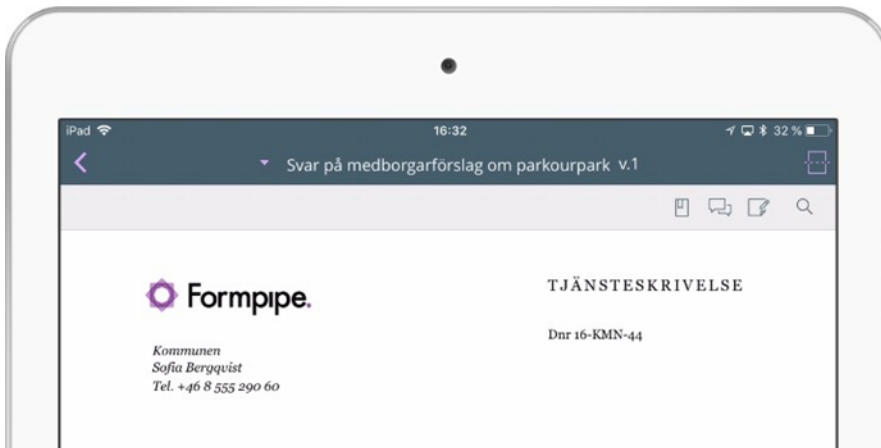 iPad 16:32 32 %
Svar på medborgarförslag om parkourpark v.1
Formpipe.
TJÄNSTESKRIVELSE
Dnr 16-KMN-44
Kommunen
Sofia Bergqvist
Tel. +46 8 555 290 60